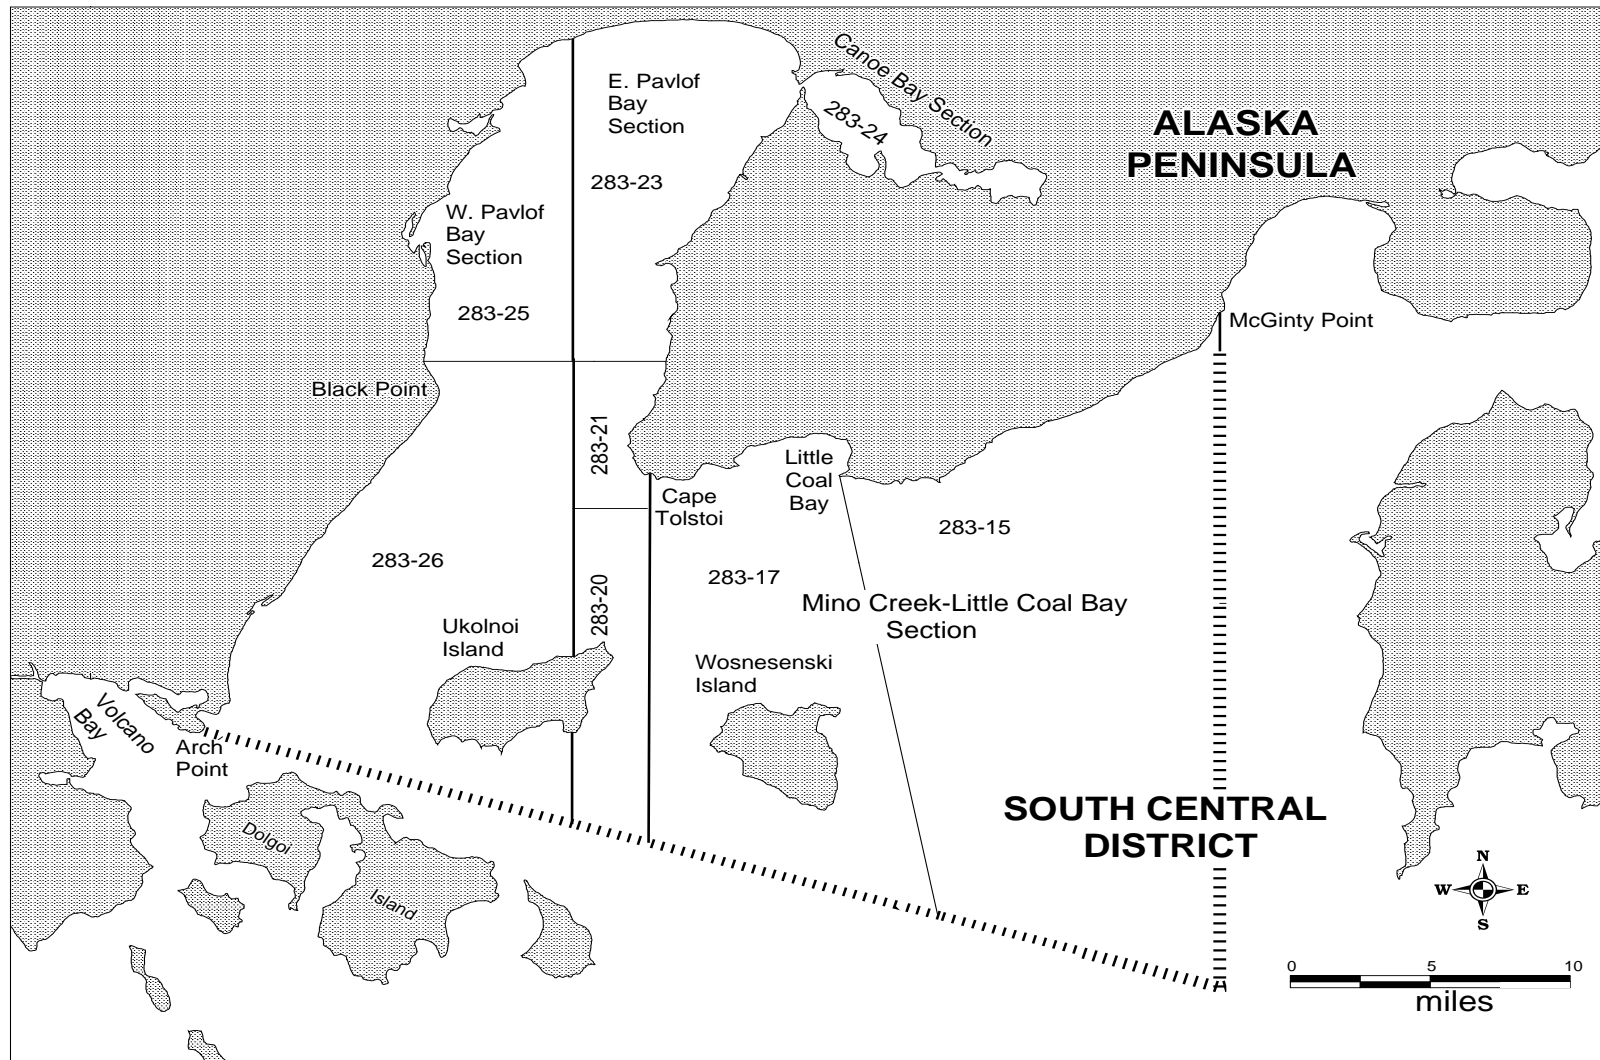 Canoe Bay Section
283-24
E. Pavlof
Bay
Section
283-23
ALASKA
PENINSULA
W. Pavlof
Bay
Section
283-25
McGinty Point
Black Point
283-21
Little
Coal
Bay
Cape
Tolstoi
283-15
283-26
283-17
283-20
Mino Creek-Little Coal Bay
Section
Ukolnoi
Island
Wosnesenski
Island
Volcano
Bay
Arch
Point
SOUTH CENTRAL
DISTRICT
Dolgoi
Island
N
W E
S
0 5 10
miles